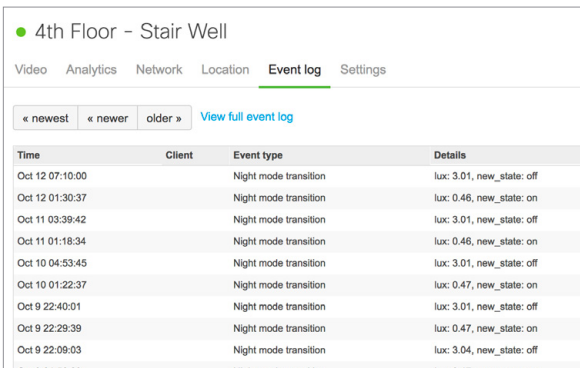 4th Floor - Stair Well
Video Analytics Network Location Event log Settings
« newest « newer older » View full event log
Time Client Event type Details
Oct 12 07:10:00 Night mode transition lux: 3.01, new_state: off
Oct 12 01:30:37 Night mode transition lux: 0.46, new_state: on
Oct 11 03:39:42 Night mode transition lux: 3.01, new_state: off
Oct 11 01:18:34 Night mode transition lux: 0.46, new_state: on
Oct 10 04:53:45 Night mode transition lux: 3.01, new_state: off
Oct 10 01:22:37 Night mode transition lux: 0.47, new_state: on
Oct 9 22:40:01 Night mode transition lux: 3.01, new_state: off
Oct 9 22:29:39 Night mode transition lux: 0.47, new_state: on
Oct 9 22:09:03 Night mode transition lux: 3.04, new_state: off